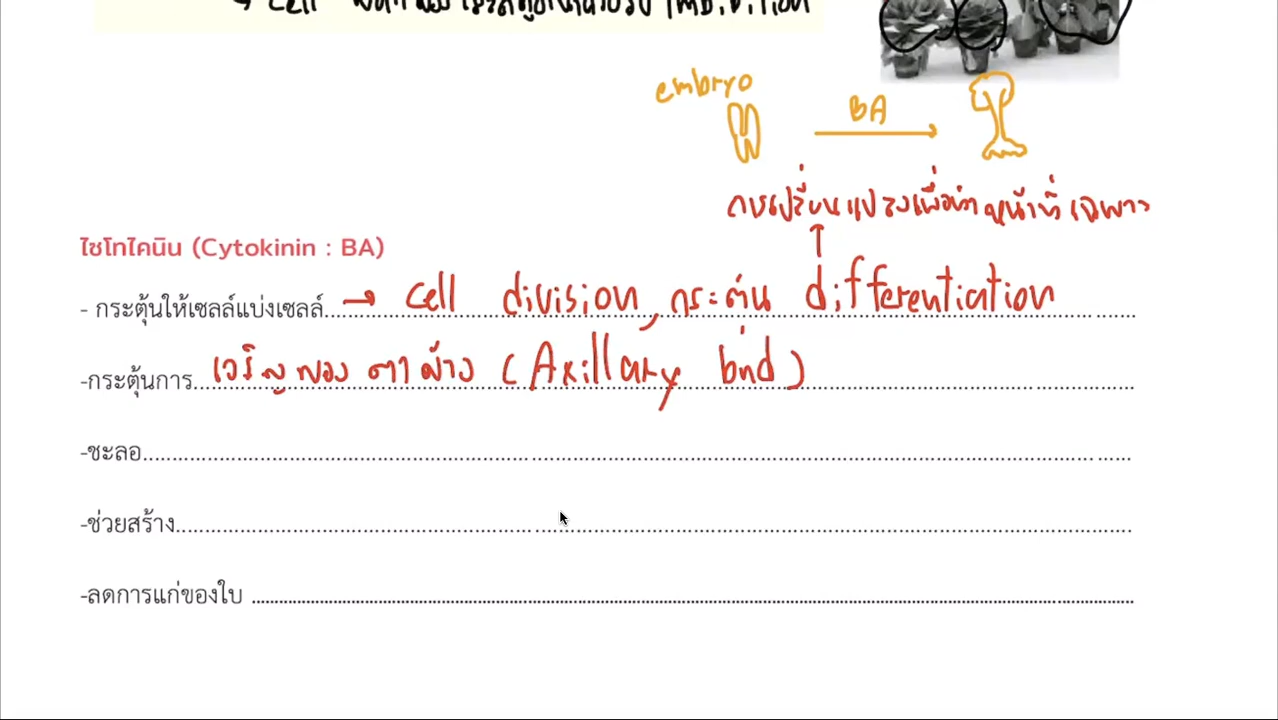 → cell
imbibition
embryo
BA
การเปลี่ยนแปลงเพื่อทำหน้าที่เฉพาะ
↑
ไซโทไคนิน (Cytokinin : BA)
- กระตุ้นให้เซลล์แบ่งเซลล์ → cell division, กระตุ้น differentiation
-กระตุ้นการ เจริญของ ตาข้าง (Axillary bud)
-ชะลอ
-ช่วยสร้าง
-ลดการแก่ของใบ